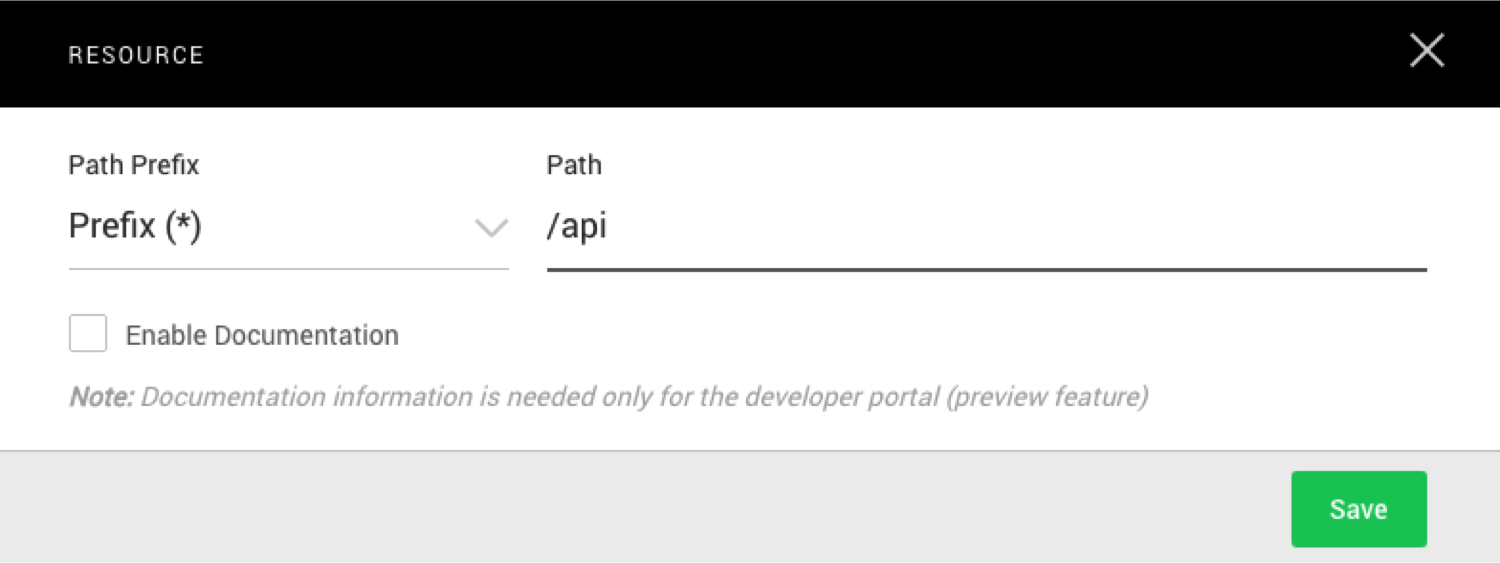 RESOURCE
Path Prefix
Path
Prefix (*)
/api
Enable Documentation
Note: Documentation information is needed only for the developer portal (preview feature)
Save